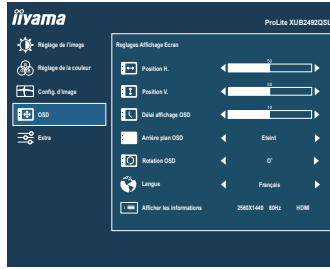 iiyama
ProLite XUB2492QSU
Réglage de l'image
Réglage de la couleur
Config. d'Image
OSD
Extra
Reglages Affichage Ecran
Position H.
50
Position V.
50
Délai affichage OSD
10
Arrière plan OSD
Eteint
Rotation OSD
0°
Langue
Français
Afficher les informations
2560X1440 60Hz HDMI